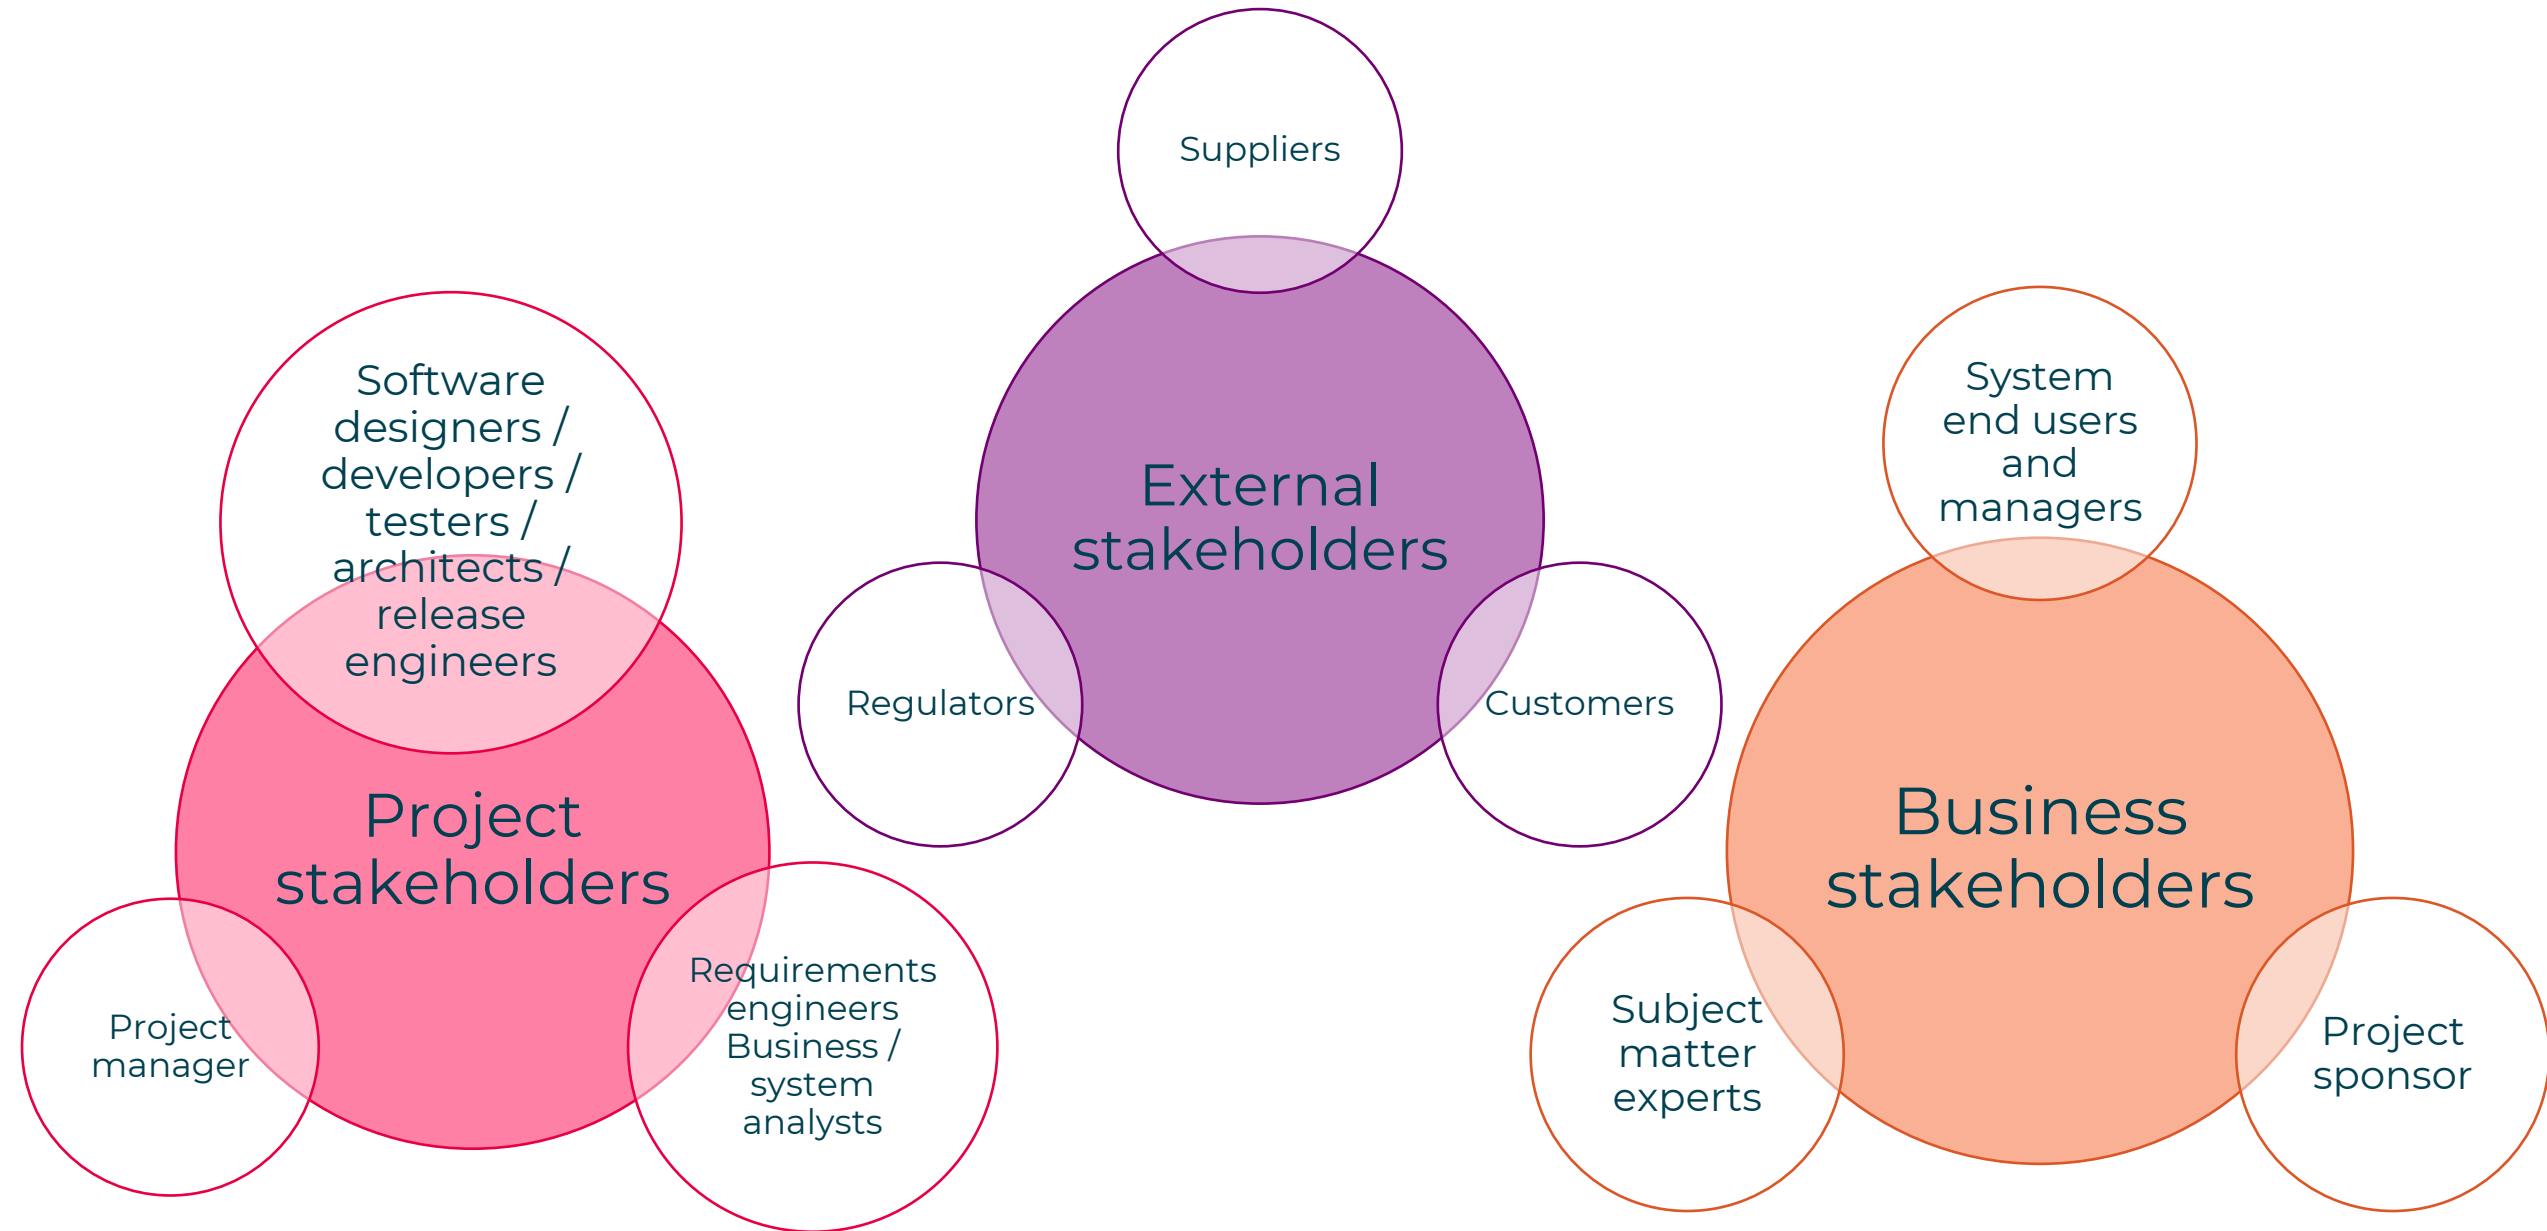 Suppliers
External
stakeholders
Regulators
Customers
Software
designers /
developers /
testers /
architects /
release
engineers
Project
stakeholders
Project
manager
Requirements
engineers
Business /
system
analysts
System
end users
and
managers
Business
stakeholders
Subject
matter
experts
Project
sponsor